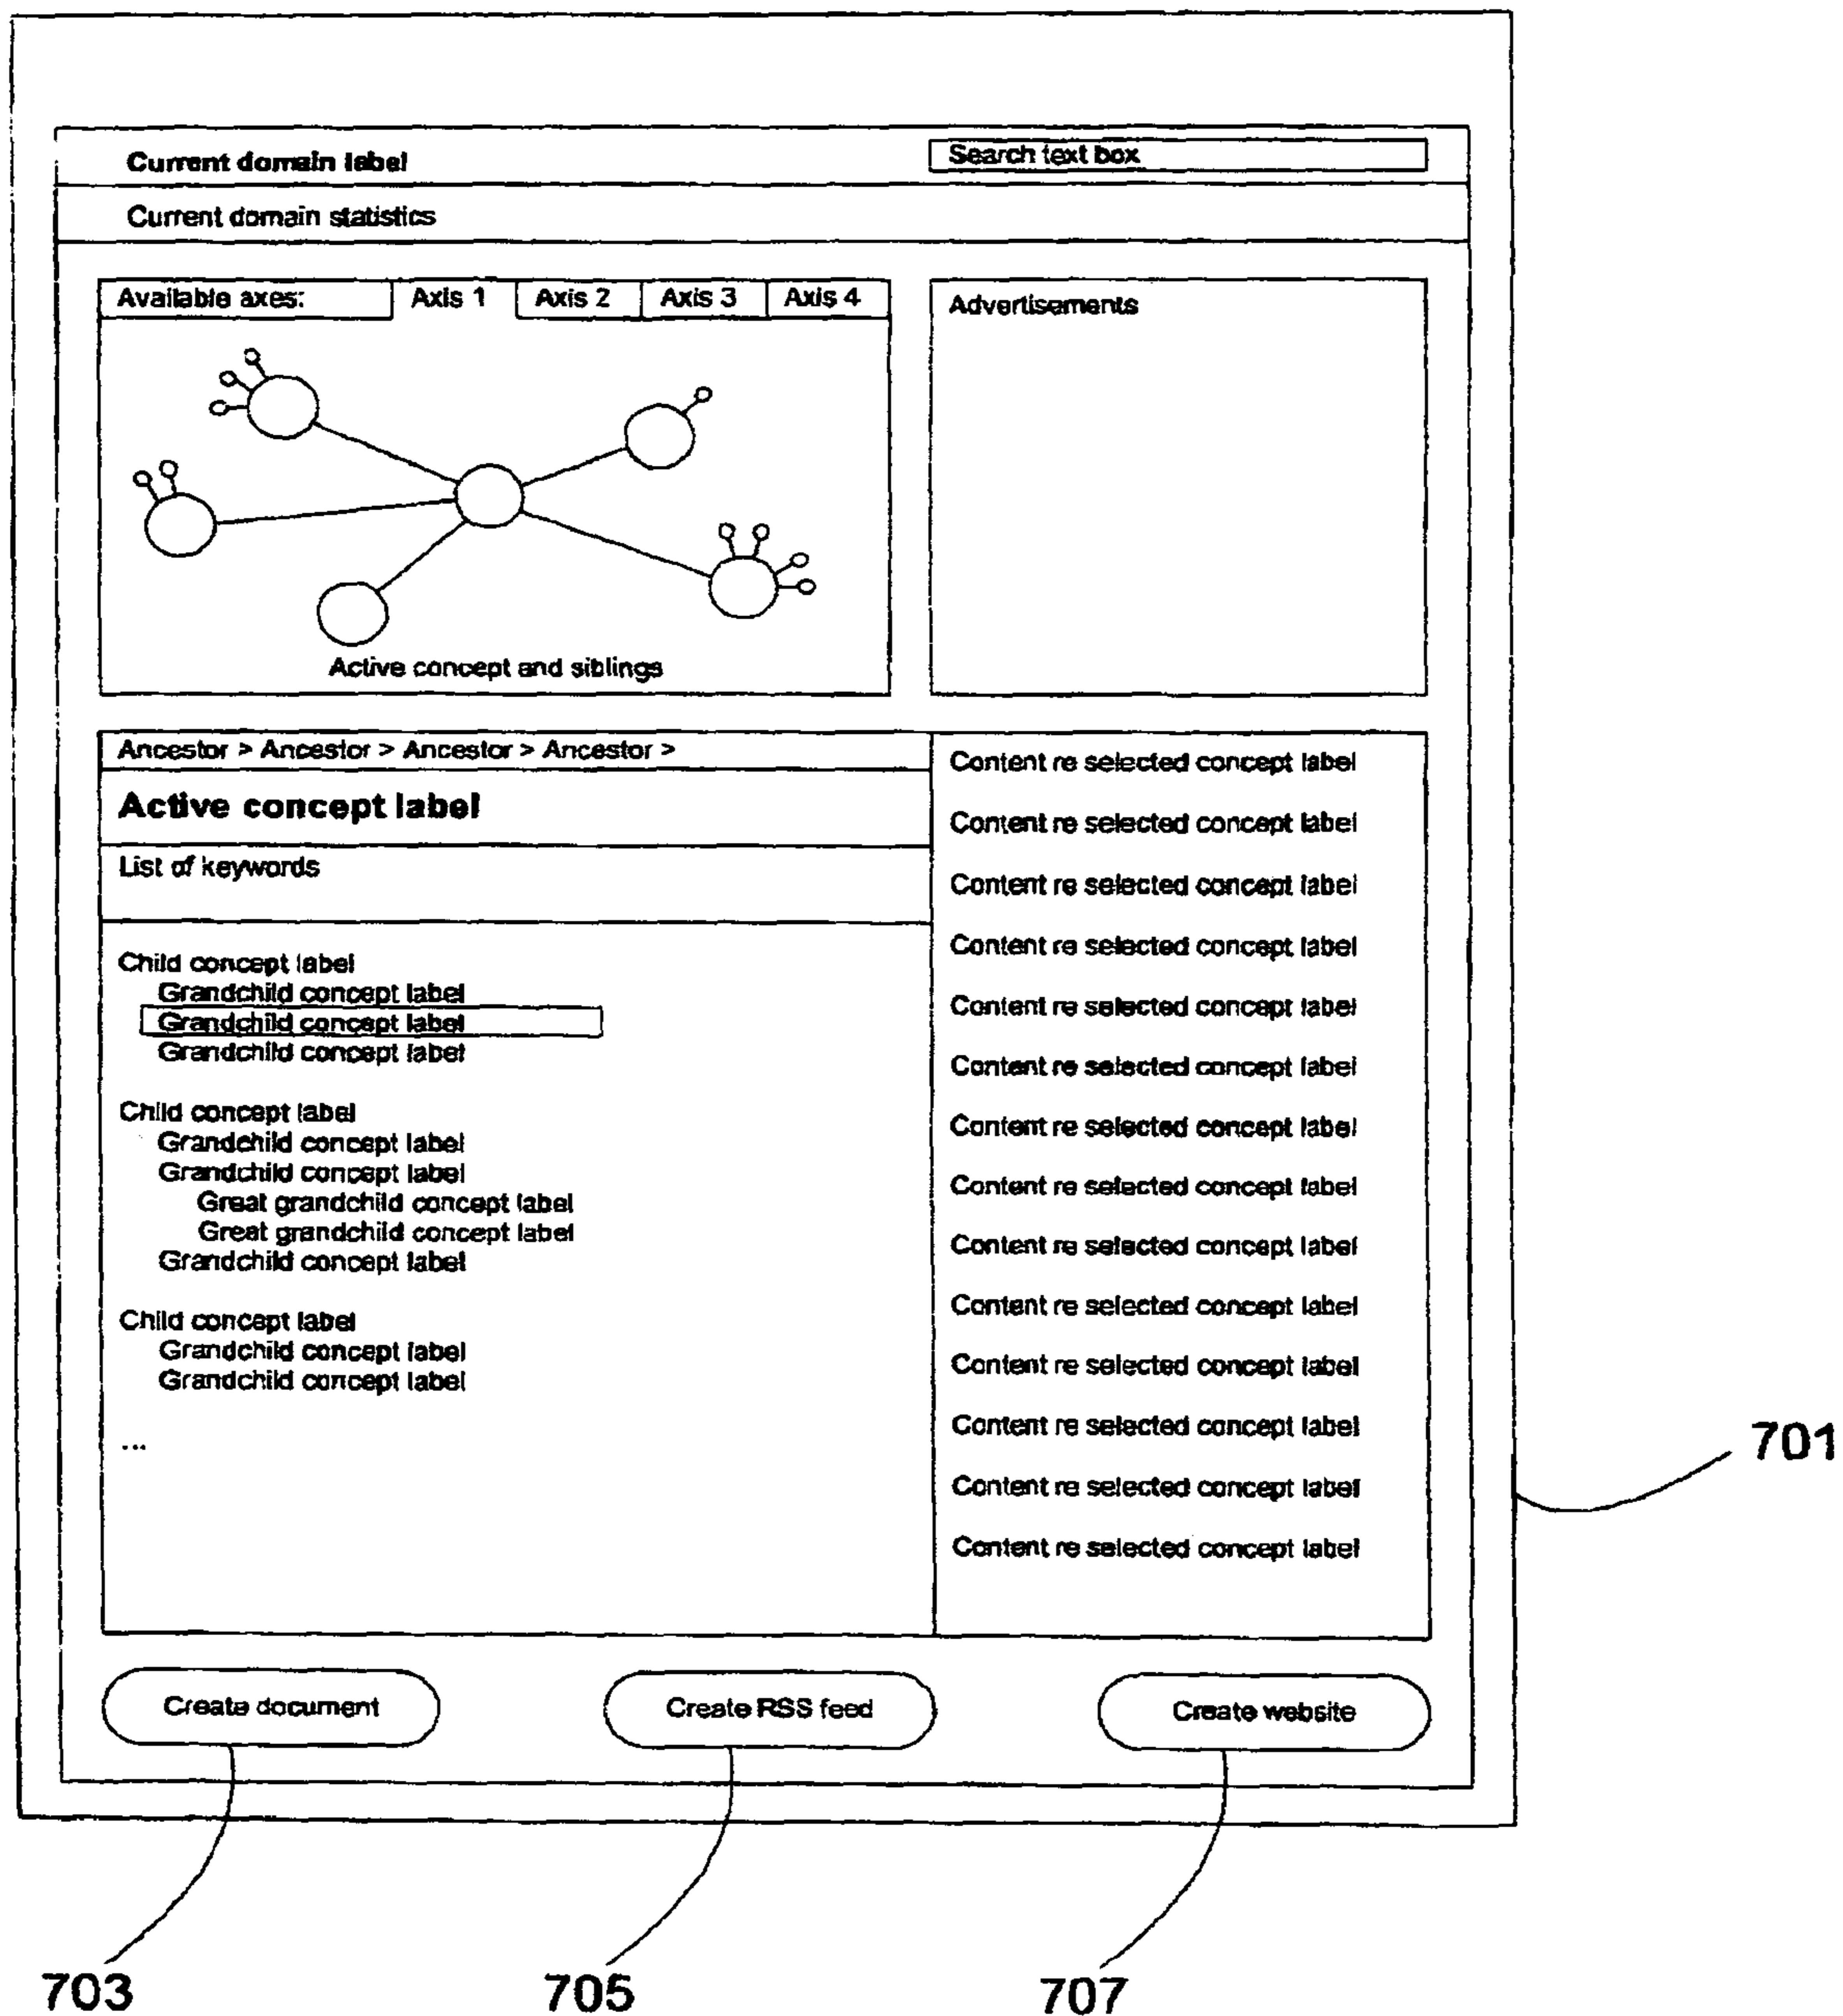 Current domain label
Search text box
Current domain statistics
Available axes: Axis 1 Axis 2 Axis 3 Axis 4
Active concept and siblings
Advertisements
Ancestor > Ancestor > Ancestor > Ancestor >
Active concept label
List of keywords
Child concept label
Grandchild concept label
Grandchild concept label
Grandchild concept label
Child concept label
Grandchild concept label
Grandchild concept label
Great grandchild concept label
Great grandchild concept label
Grandchild concept label
Child concept label
Grandchild concept label
Grandchild concept label
...
Content re selected concept label
Content re selected concept label
Content re selected concept label
Content re selected concept label
Content re selected concept label
Content re selected concept label
Content re selected concept label
Content re selected concept label
Content re selected concept label
Content re selected concept label
Content re selected concept label
Content re selected concept label
Content re selected concept label
Content re selected concept label
701
Create document
Create RSS feed
Create website
703
705
707